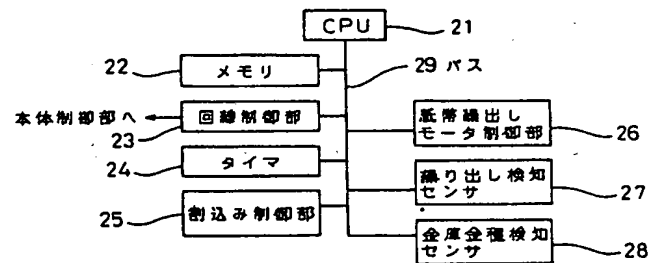 CPU
21
22
メモリ
29 バス
本体制御部へ
回線制御部
23
紙幣繰出し
モータ制御部
26
24
タイマ
繰り出し検知
センサ
27
25
割込み制御部
金庫金種検知
センサ
28